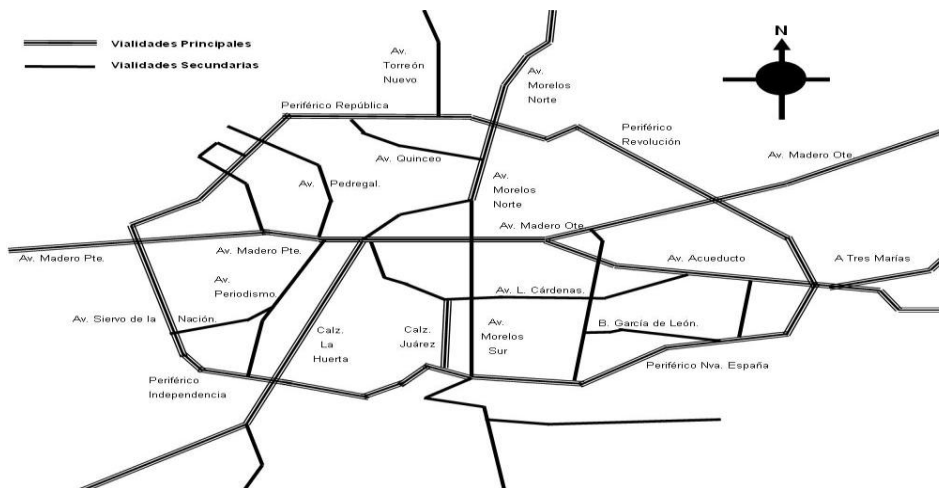 Vialidades Principales
Vialidades Secundarias
Av.
Torreón
Nuevo
Av.
Morelos
Norte
N
Periférico República
Periférico
Revolución
Av. Quinceo
Av. Madero Ote.
Av. Pedregal.
Av.
Morelos
Norte
Av. Madero Ote.
Av. Madero Pte.
Av. Madero Pte.
Av. Acueducto
A Tres Marías
Av.
Periodismo.
Av. L. Cárdenas.
Av. Siervo de la Nación.
Calz.
La
Huerta
Calz.
Juárez
Av.
Morelos
Sur
B. García de León.
Periférico Nva. España
Periférico
Independencia